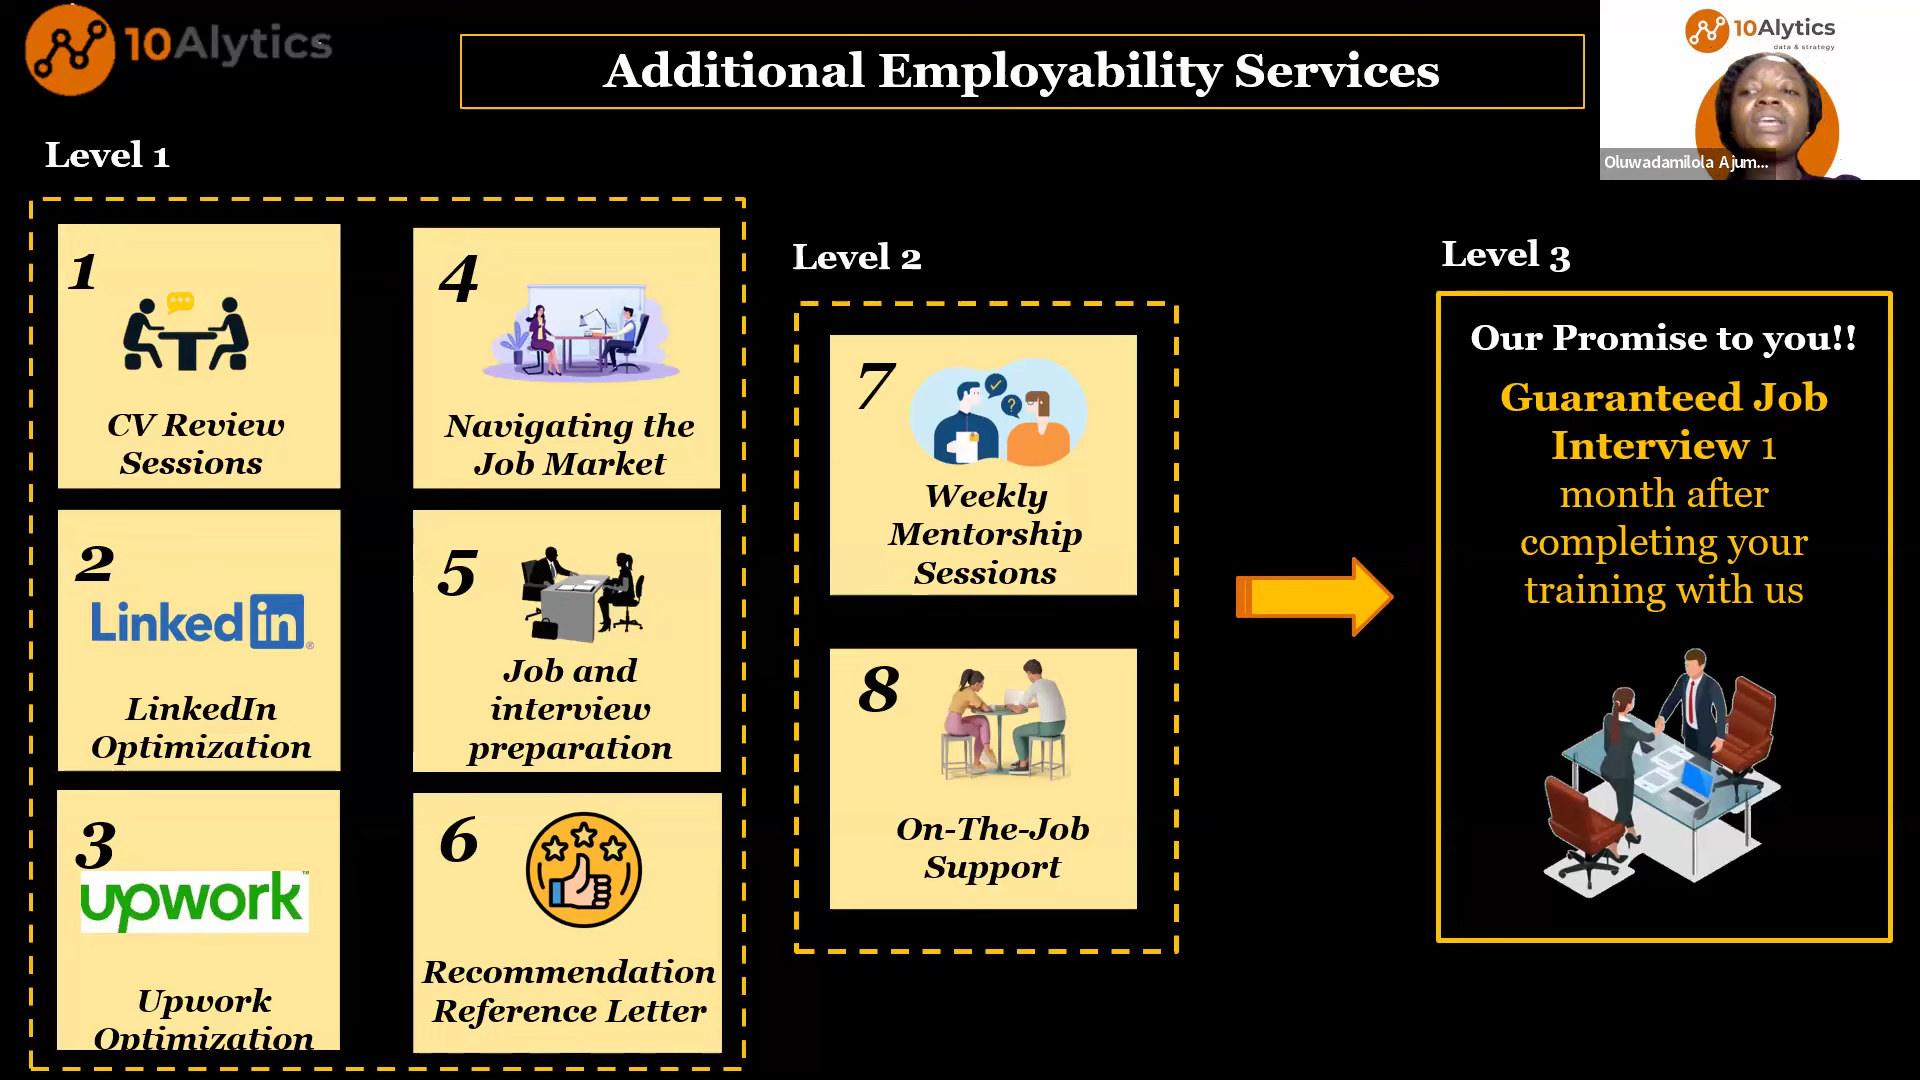 10Alytics
Additional Employability Services
10Alytics
data & strategy
Oluwadamilola Ajum...
Level 1
1
CV Review
Sessions
2
LinkedIn
LinkedIn
Optimization
3
upwork
Upwork
Optimization
4
Navigating the
Job Market
5
Job and
interview
preparation
6
Recommendation
Reference Letter
Level 2
7
Weekly
Mentorship
Sessions
8
On-The-Job
Support
Level 3
Our Promise to you!!
Guaranteed Job
Interview 1
month after
completing your
training with us